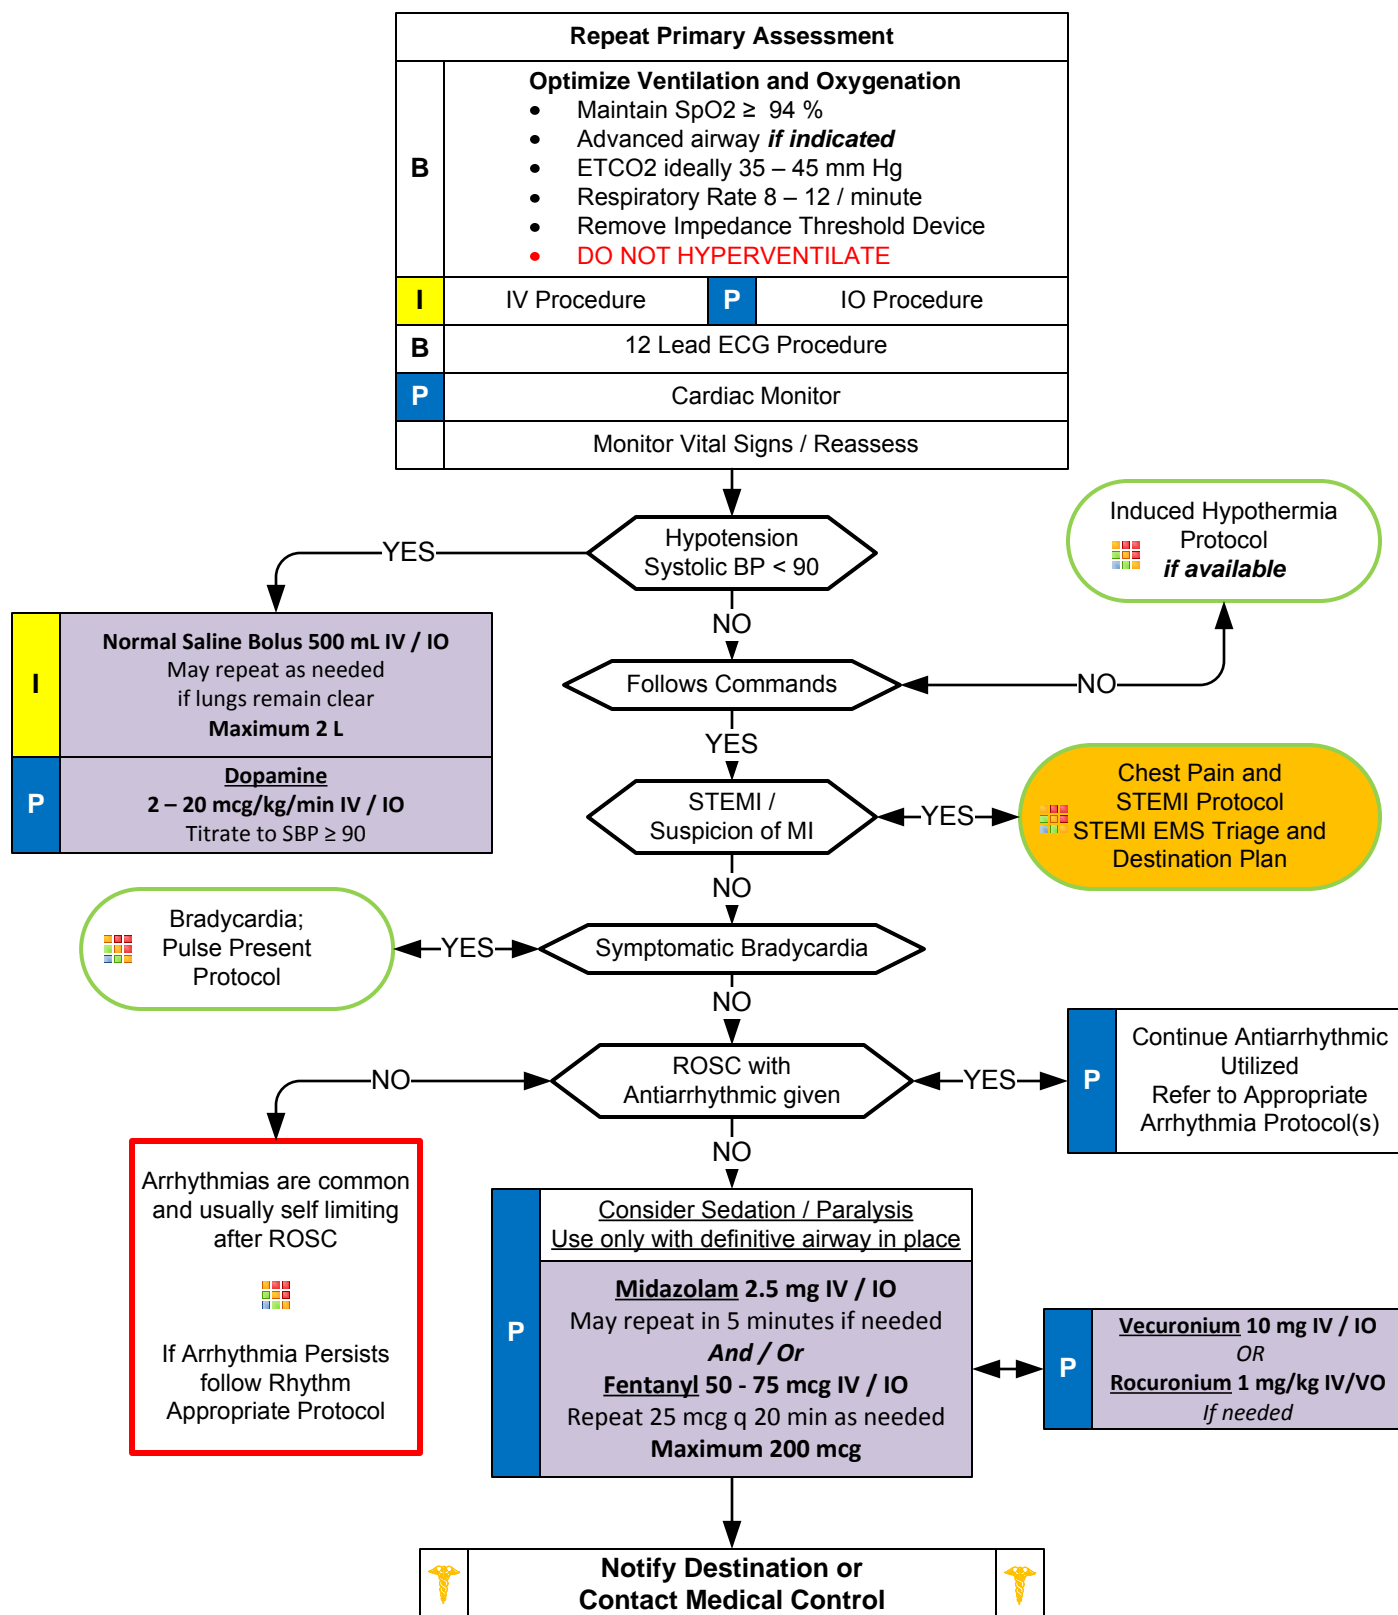 Repeat Primary Assessment
B
Optimize Ventilation and Oxygenation
• Maintain SpO2 ≥ 94 %
• Advanced airway if indicated
• ETCO2 ideally 35 – 45 mm Hg
• Respiratory Rate 8 – 12 / minute
• Remove Impedance Threshold Device
• DO NOT HYPERVENTILATE
I IV Procedure P IO Procedure
B 12 Lead ECG Procedure
P Cardiac Monitor
Monitor Vital Signs / Reassess
Hypotension
Systolic BP < 90
YES
NO
Induced Hypothermia
Protocol
if available
I
Normal Saline Bolus 500 mL IV / IO
May repeat as needed
if lungs remain clear
Maximum 2 L
P
Dopamine
2 – 20 mcg/kg/min IV / IO
Titrate to SBP ≥ 90
Follows Commands
NO
YES
STEMI /
Suspicion of MI
YES
Chest Pain and
STEMI Protocol
STEMI EMS Triage and
Destination Plan
NO
Bradycardia;
Pulse Present
Protocol
YES
Symptomatic Bradycardia
NO
ROSC with
Antiarrhythmic given
NO
YES
P
Continue Antiarrhythmic
Utilized
Refer to Appropriate
Arrhythmia Protocol(s)
NO
Arrhythmias are common
and usually self limiting
after ROSC
If Arrhythmia Persists
follow Rhythm
Appropriate Protocol
P
Consider Sedation / Paralysis
Use only with definitive airway in place
Midazolam 2.5 mg IV / IO
May repeat in 5 minutes if needed
And / Or
Fentanyl 50 - 75 mcg IV / IO
Repeat 25 mcg q 20 min as needed
Maximum 200 mcg
P
Vecuronium 10 mg IV / IO
OR
Rocuronium 1 mg/kg IV/VO
If needed
Notify Destination or
Contact Medical Control